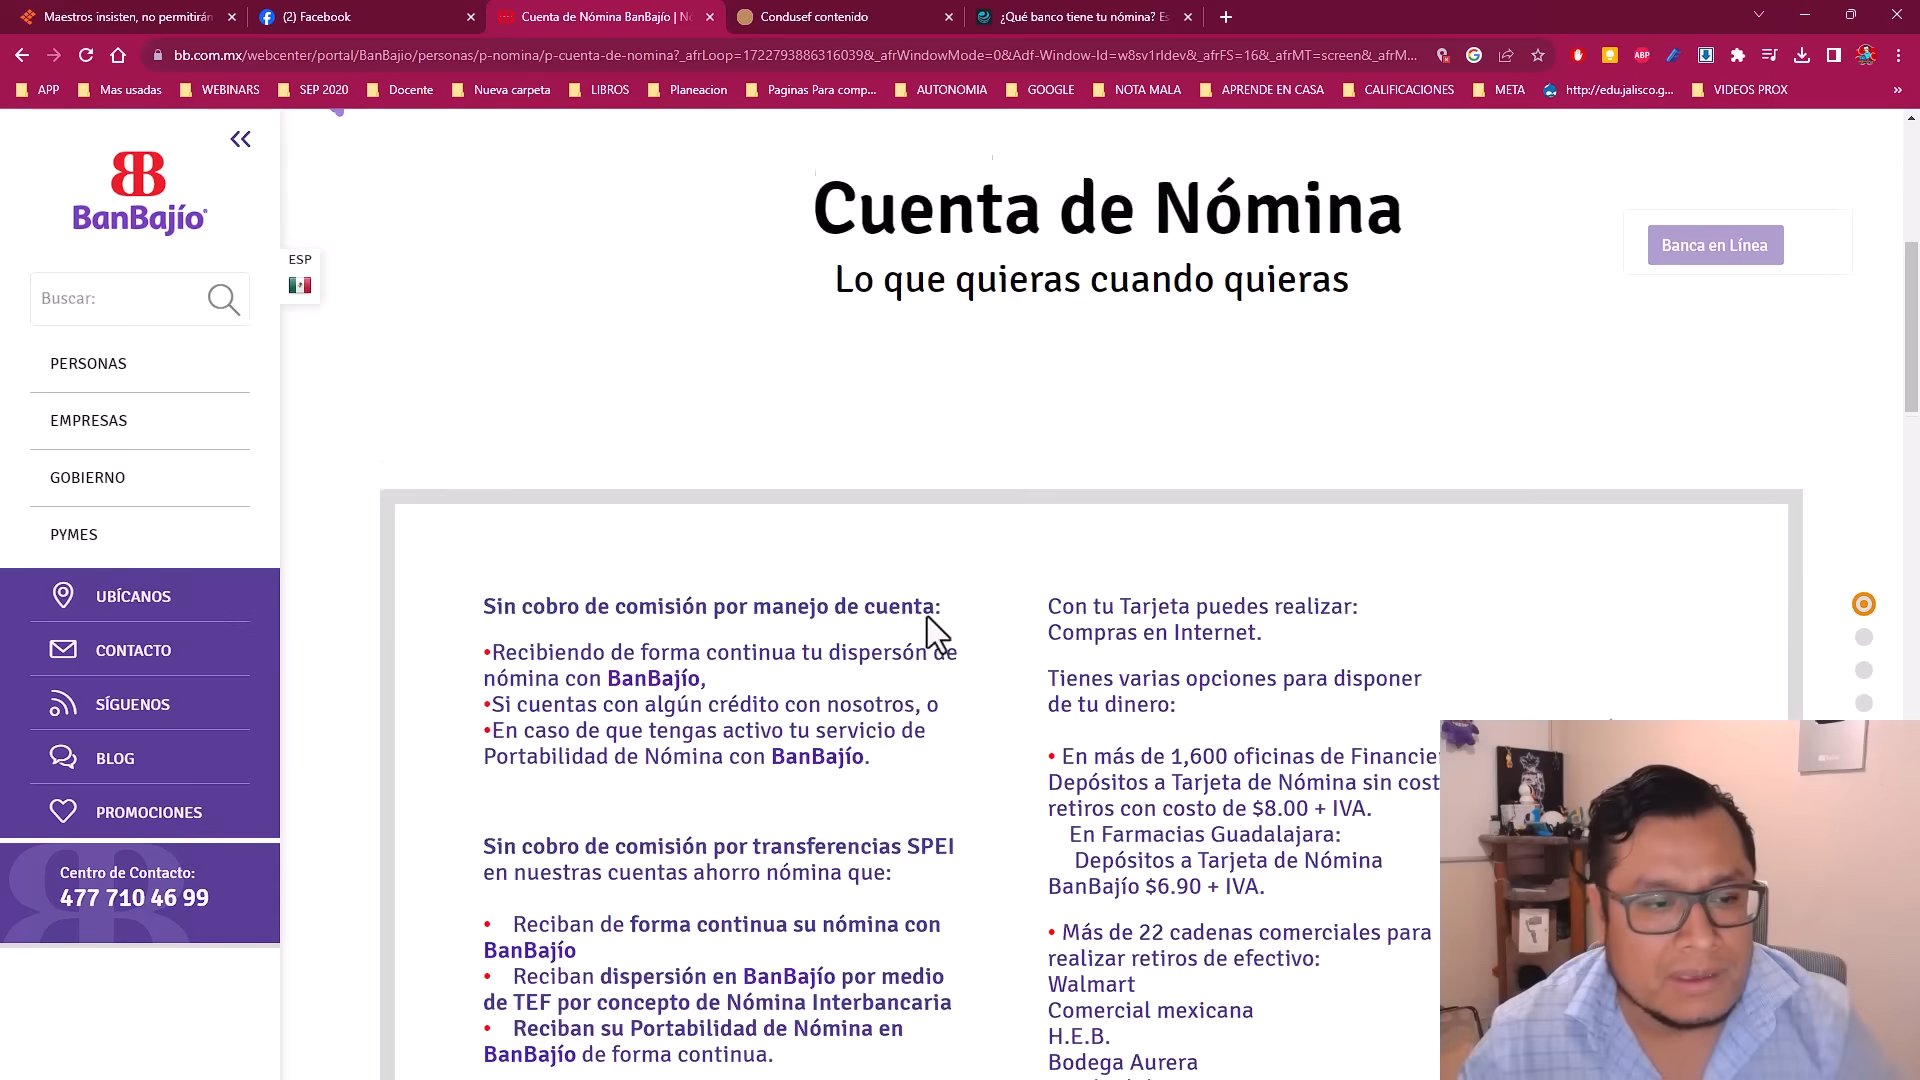 Maestros insisten, no permitirán
(2) Facebook
Cuenta de Nómina BanBajío | Nó
Condusef contenido
¿Qué banco tiene tu nómina? Es
bb.com.mx/webcenter/portal/BanBajio/personas/p-nomina/p-cuenta-de-nomina?_afrLoop=17227938863160398&_afrWindowMode=0&Adf-Window-Id=w8sv1rldev&_afrFS=16&_afrMT=screen&_afrM...
APP
Mas usadas
WEBINARS
SEP 2020
Docente
Nueva carpeta
LIBROS
Planeacion
Paginas Para comp...
AUTONOMIA
GOOGLE
NOTA MALA
APRENDE EN CASA
CALIFICACIONES
META
http://edu.jalisco.g...
VIDEOS PROX
»
BanBajío
ESP
Buscar:
PERSONAS
EMPRESAS
GOBIERNO
PYMES
UBÍCANOS
CONTACTO
SÍGUENOS
BLOG
PROMOCIONES
Centro de Contacto:
477 710 46 99
Cuenta de Nómina
Lo que quieras cuando quieras
Banca en Línea
Sin cobro de comisión por manejo de cuenta:
•Recibiendo de forma continua tu dispersón de
nómina con BanBajío,
•Si cuentas con algún crédito con nosotros, o
•En caso de que tengas activo tu servicio de
Portabilidad de Nómina con BanBajío.
Sin cobro de comisión por transferencias SPEI
en nuestras cuentas ahorro nómina que:
• Reciban de forma continua su nómina con
BanBajío
• Reciban dispersión en BanBajío por medio
de TEF por concepto de Nómina Interbancaria
• Reciban su Portabilidad de Nómina en
BanBajío de forma continua.
Con tu Tarjeta puedes realizar:
Compras en Internet.
Tienes varias opciones para disponer
de tu dinero:
• En más de 1,600 oficinas de Financie
Depósitos a Tarjeta de Nómina sin cost
retiros con costo de $8.00 + IVA.
En Farmacias Guadalajara:
Depósitos a Tarjeta de Nómina
BanBajío $6.90 + IVA.
• Más de 22 cadenas comerciales para
realizar retiros de efectivo:
Walmart
Comercial mexicana
H.E.B.
Bodega Aurera